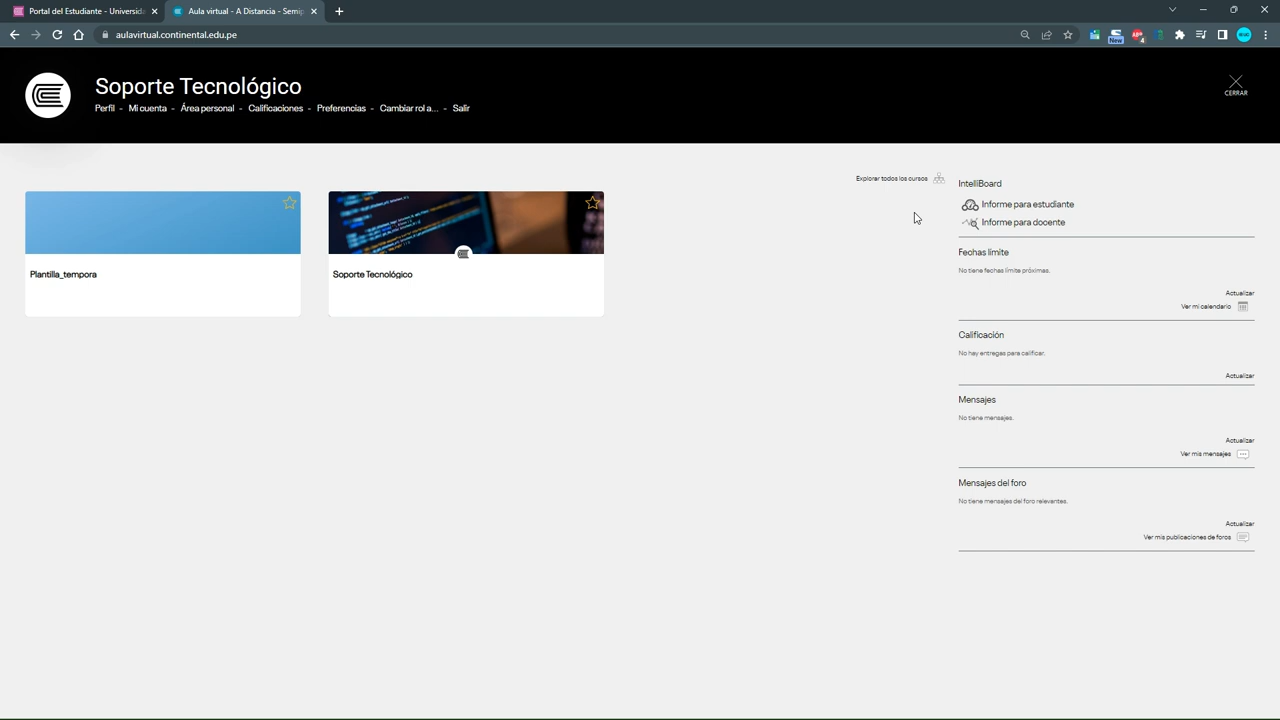 Portal del Estudiante - Universida
Aula virtual - A Distancia - Semip
aulavirtual.continental.edu.pe
New
Soporte Tecnológico
Perfil - Mi cuenta - Área personal - Calificaciones - Preferencias - Cambiar rol a... - Salir
CERRAR
Explorar todos los cursos
Plantilla_tempora
Soporte Tecnológico
IntelliBoard
Informe para estudiante
Informe para docente
Fechas límite
No tiene fechas límite próximas.
Actualizar
Ver mi calendario
Calificación
No hay entregas para calificar.
Actualizar
Mensajes
No tiene mensajes.
Actualizar
Ver mis mensajes
Mensajes del foro
No tiene mensajes del foro relevantes.
Actualizar
Ver mis publicaciones de foros